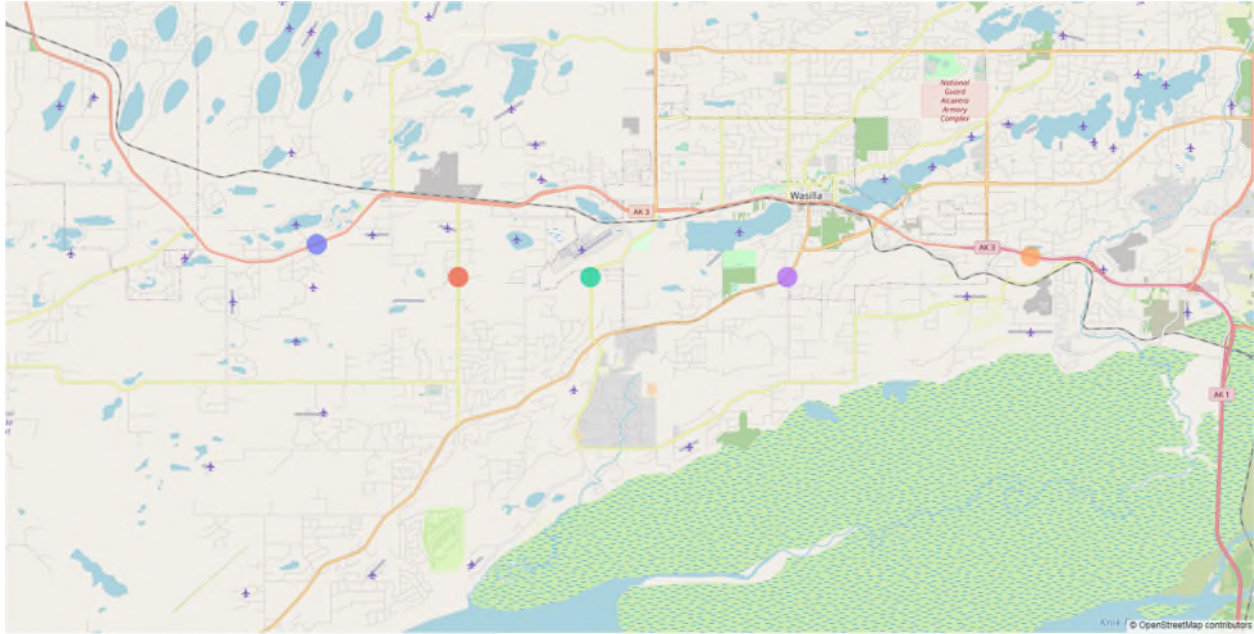 National
Guard
Alcantra
Armory
Complex
Wasilla
AK 3
AK 3
AK 1
© OpenStreetMap contributors